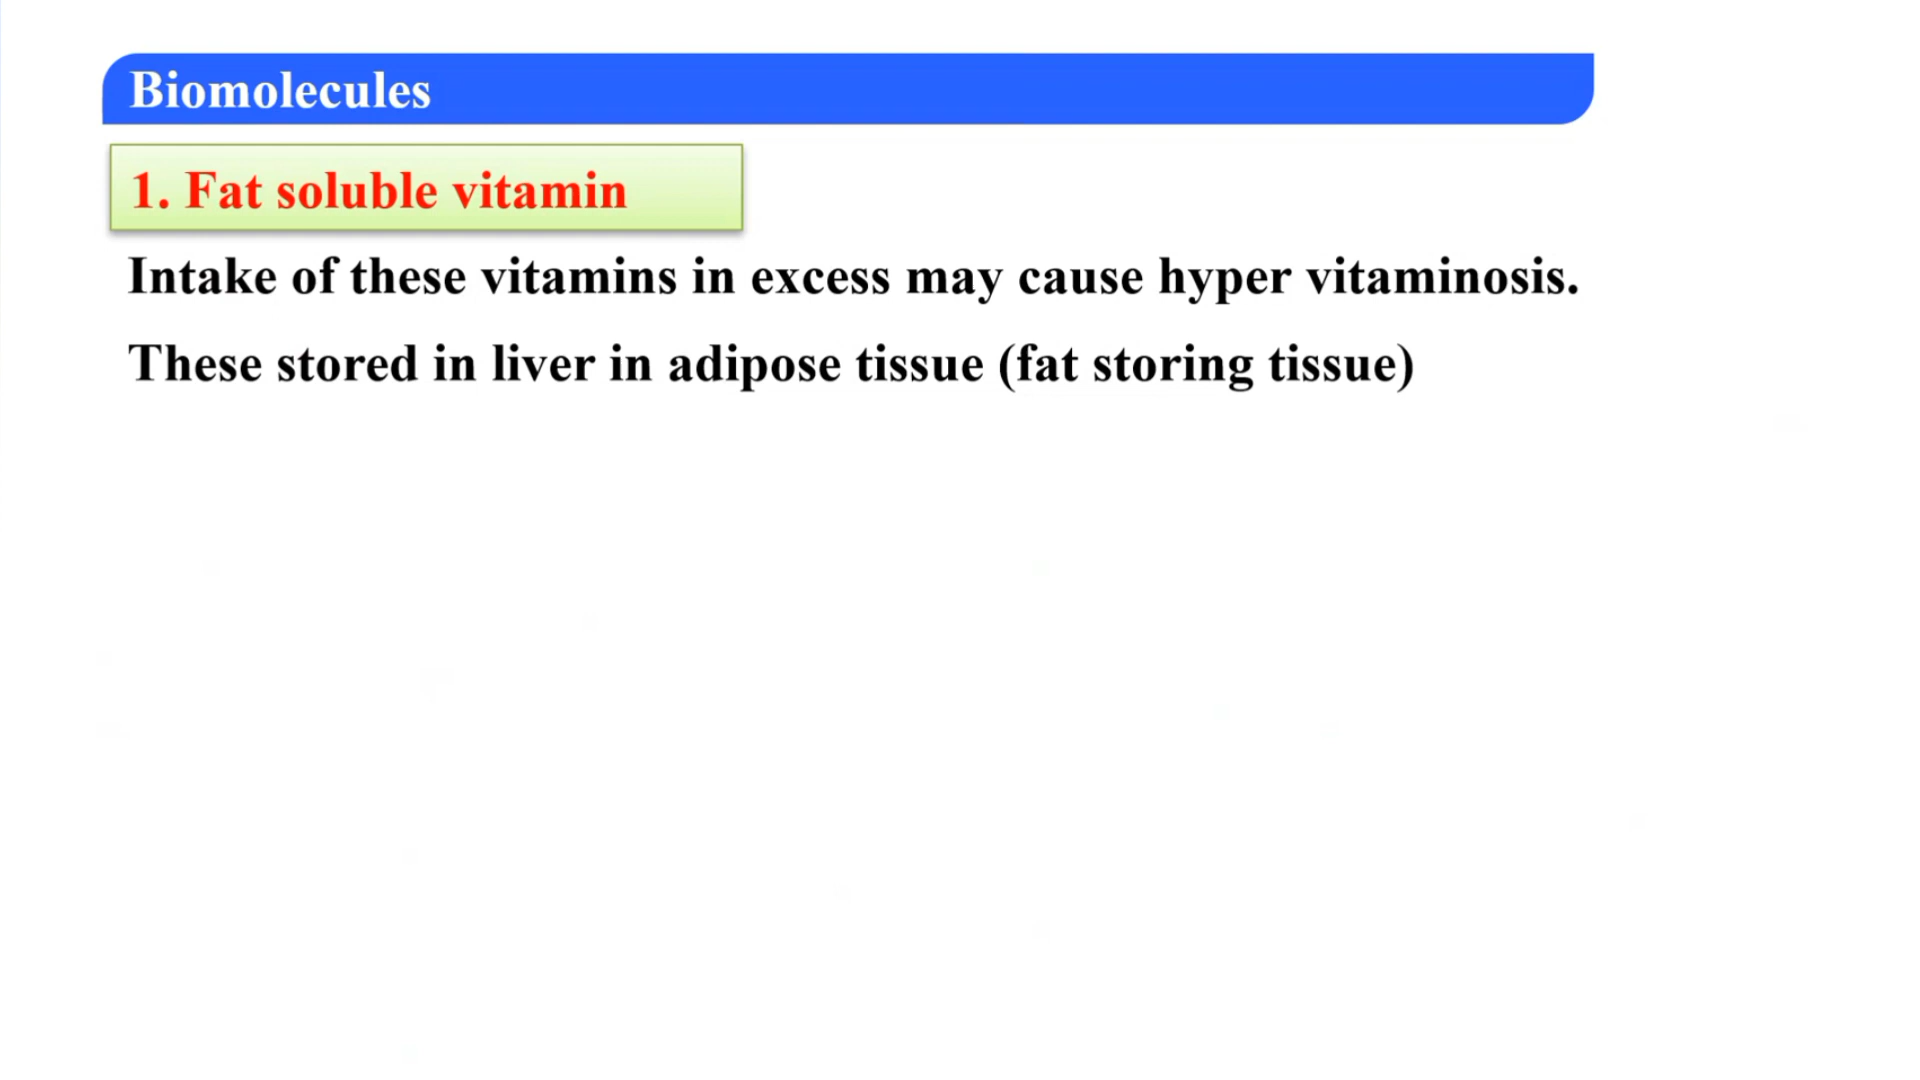 Biomolecules
1. Fat soluble vitamin
Intake of these vitamins in excess may cause hyper vitaminosis.
These stored in liver in adipose tissue (fat storing tissue)